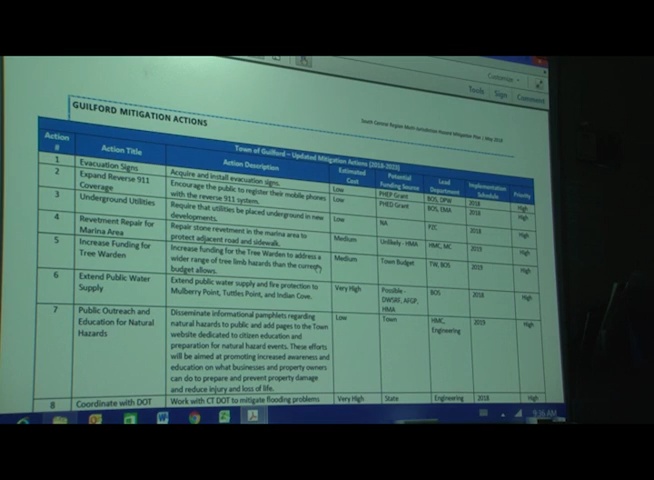 Customize
Tools Sign Comment
GUILFORD MITIGATION ACTIONS
South Central Region Multi-Jurisdiction Hazard Mitigation Plan | May 2018
Town of Guilford – Updated Mitigation Actions (2018-2023)
Action # Action Title Action Description Estimated Cost Potential Funding Source Lead Department Implementation Schedule Priority
1 Evacuation Signs Acquire and install evacuation signs. Low PHEP Grant BOS, DPW 2018 High
2 Expand Reverse 911 Coverage Encourage the public to register their mobile phones with the reverse 911 system. Low PHED Grant BOS, EMA 2018 High
3 Underground Utilities Require that utilities be placed underground in new developments. Low NA PZC 2018 High
4 Revetment Repair for Marina Area Repair stone revetment in the marina area to protect adjacent road and sidewalk. Medium Unlikely - HMA HMC, MC 2019 High
5 Increase Funding for Tree Warden Increase funding for the Tree Warden to address a wider range of tree limb hazards than the current budget allows. Medium Town Budget TW, BOS 2019 High
6 Extend Public Water Supply Extend public water supply and fire protection to Mulberry Point, Tuttles Point, and Indian Cove. Very High Possible - DWSRF, AFGP, HMA BOS 2018 High
7 Public Outreach and Education for Natural Hazards Disseminate informational pamphlets regarding natural hazards to public and add pages to the Town website dedicated to citizen education and preparation for natural hazard events. These efforts will be aimed at promoting increased awareness and education on what businesses and property owners can do to prepare and prevent property damage and reduce injury and loss of life. Low Town HMC, Engineering 2019 High
8 Coordinate with DOT Work with CT DOT to mitigate flooding problems Very High State Engineering 2018 High
9:36 AM